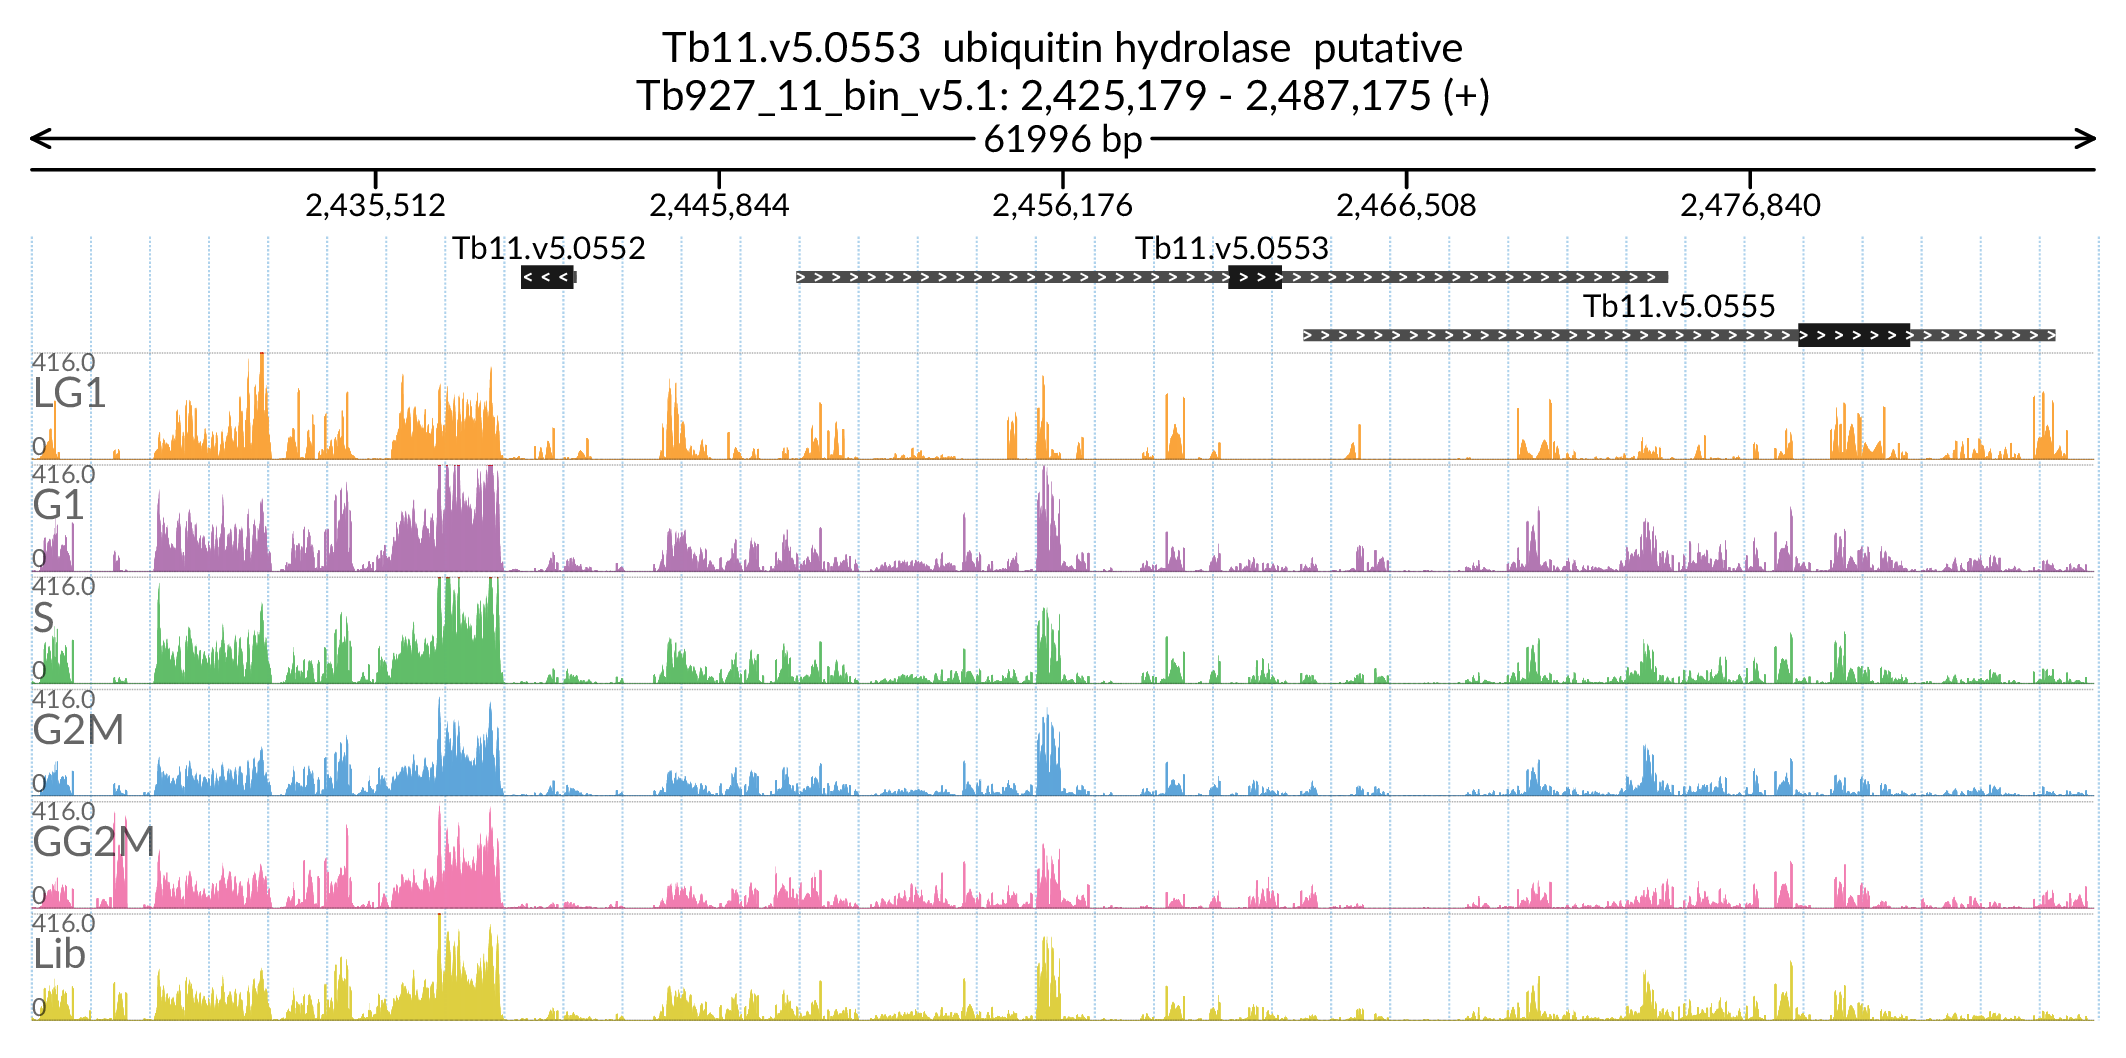 Tb11.v5.0553 ubiquitin hydrolase putative
Tb927_11_bin_v5.1: 2,425,179 - 2,487,175 (+)
61996 bp
2,435,512 2,445,844 2,456,176 2,466,508 2,476,840
Tb11.v5.0552 Tb11.v5.0553
Tb11.v5.0555
416.0
LG1
0
416.0
G1
0
416.0
S
0
416.0
G2M
0
416.0
GG2M
0
416.0
Lib
0